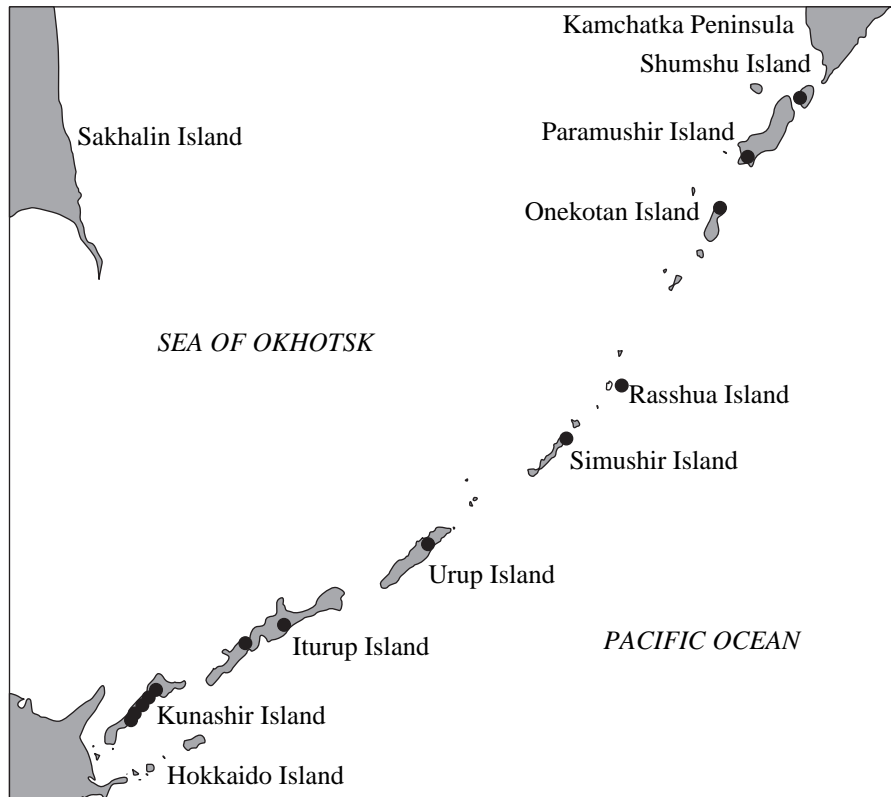 Kamchatka Peninsula
Shumshu Island
Paramushir Island
Sakhalin Island
Onekotan Island
SEA OF OKHOTSK
Rasshua Island
Simushir Island
Urup Island
Iturup Island
PACIFIC OCEAN
Kunashir Island
Hokkaido Island